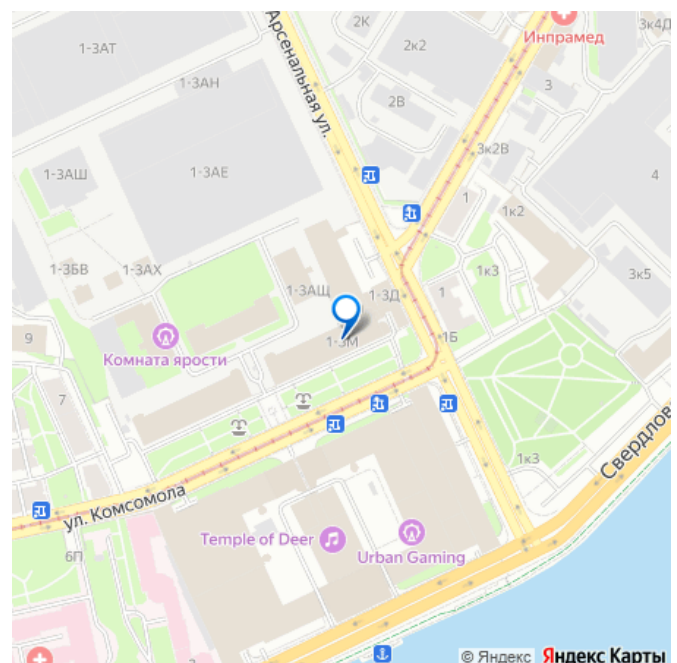 2К
3к4Д
Инпрамед
1-3АТ
2к2
Арсенальная ул.
1-3АН
3
2В
3к2В
1-3АШ
1-3АЕ
4
1
1к2
1-3БВ
1-3АХ
1к3
3к5
1-3АЩ
1-3Д
1
9
1-3М
1Б
Комната ярости
7
1к3
Свердлов
ул. Комсомола
Temple of Deer
Urban Gaming
6П
© Яндекс Яндекс Карты